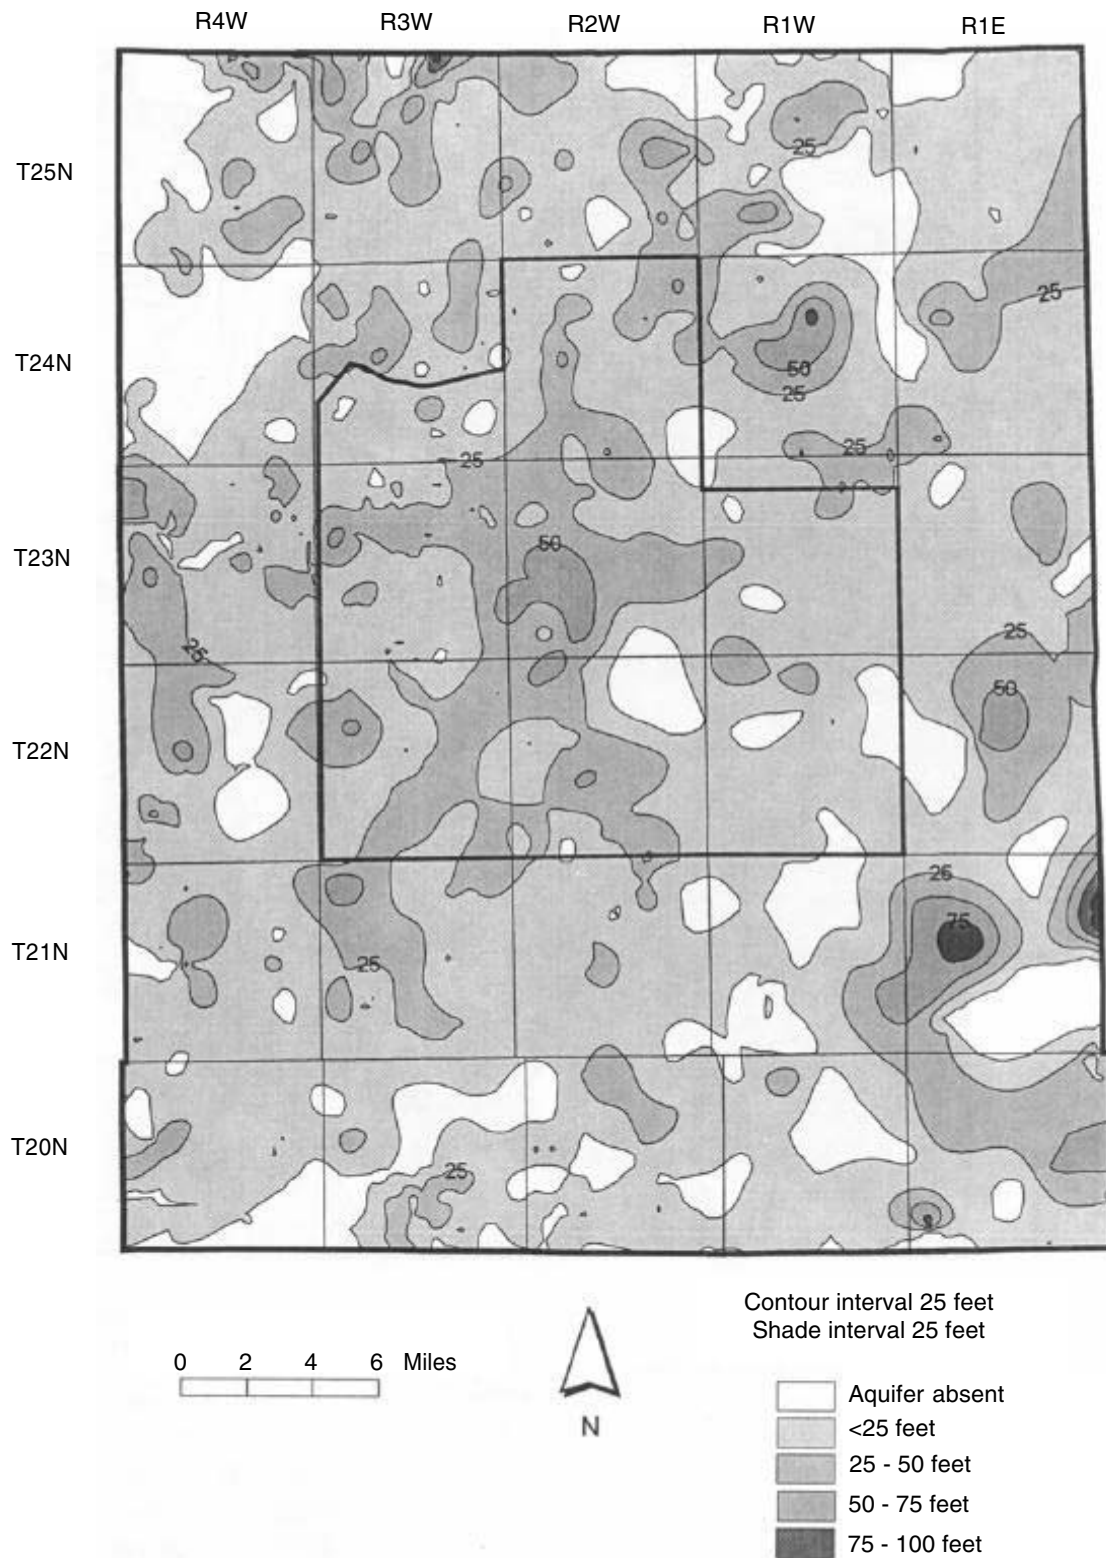 R4W R3W R2W R1W R1E
T25N
25
T24N
25
50
25
25
25
T23N
50
25
25
50
T22N
26
75
T21N
25
T20N
25
Contour interval 25 feet
Shade interval 25 feet
0 2 4 6 Miles
N
Aquifer absent
<25 feet
25 - 50 feet
50 - 75 feet
75 - 100 feet